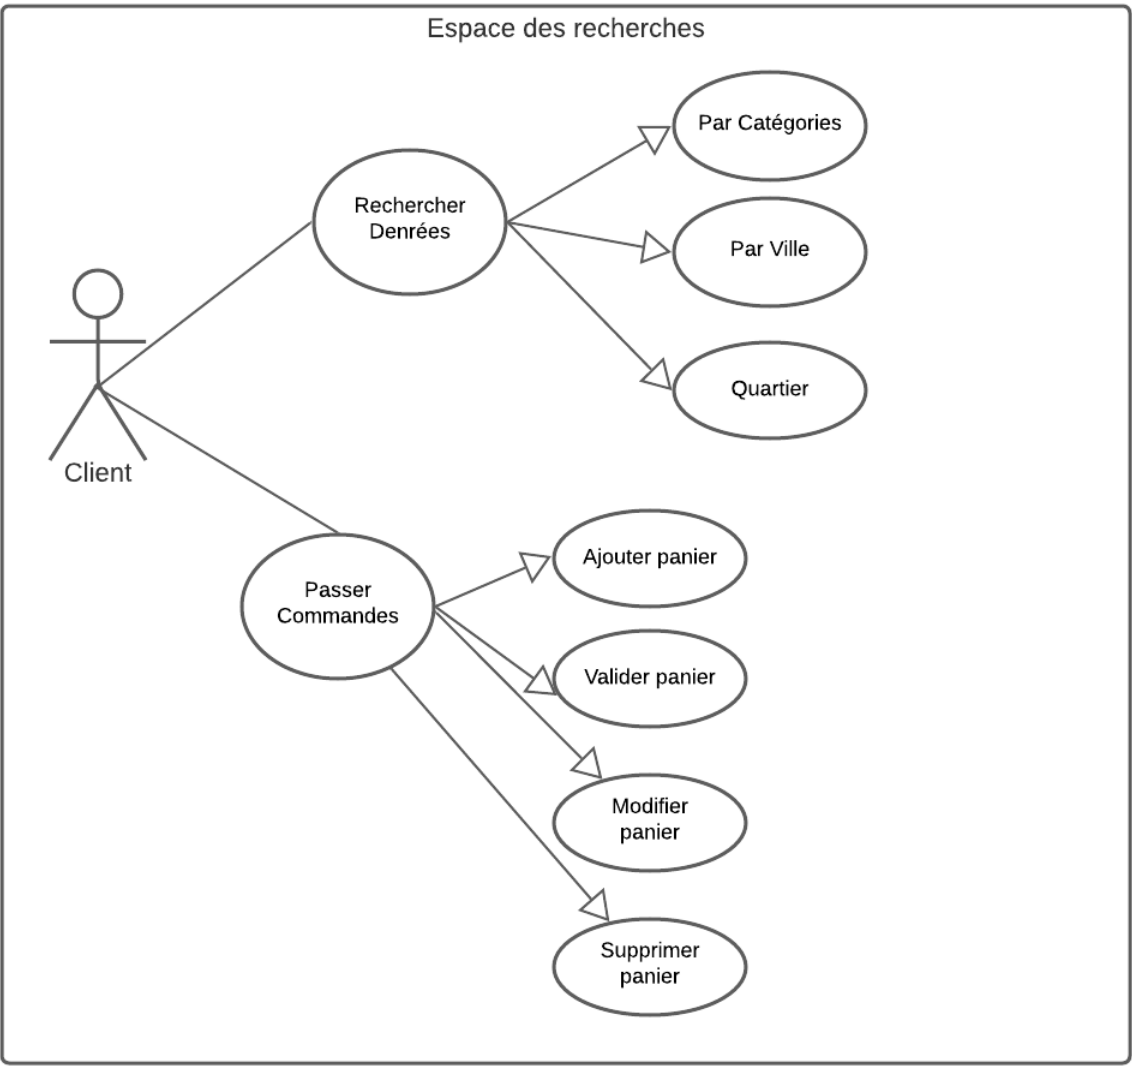 Espace des recherches
Par Catégories
Rechercher
Denrées
Par Ville
Quartier
Client
Ajouter panier
Passer
Commandes
Valider panier
Modifier
panier
Supprimer
panier